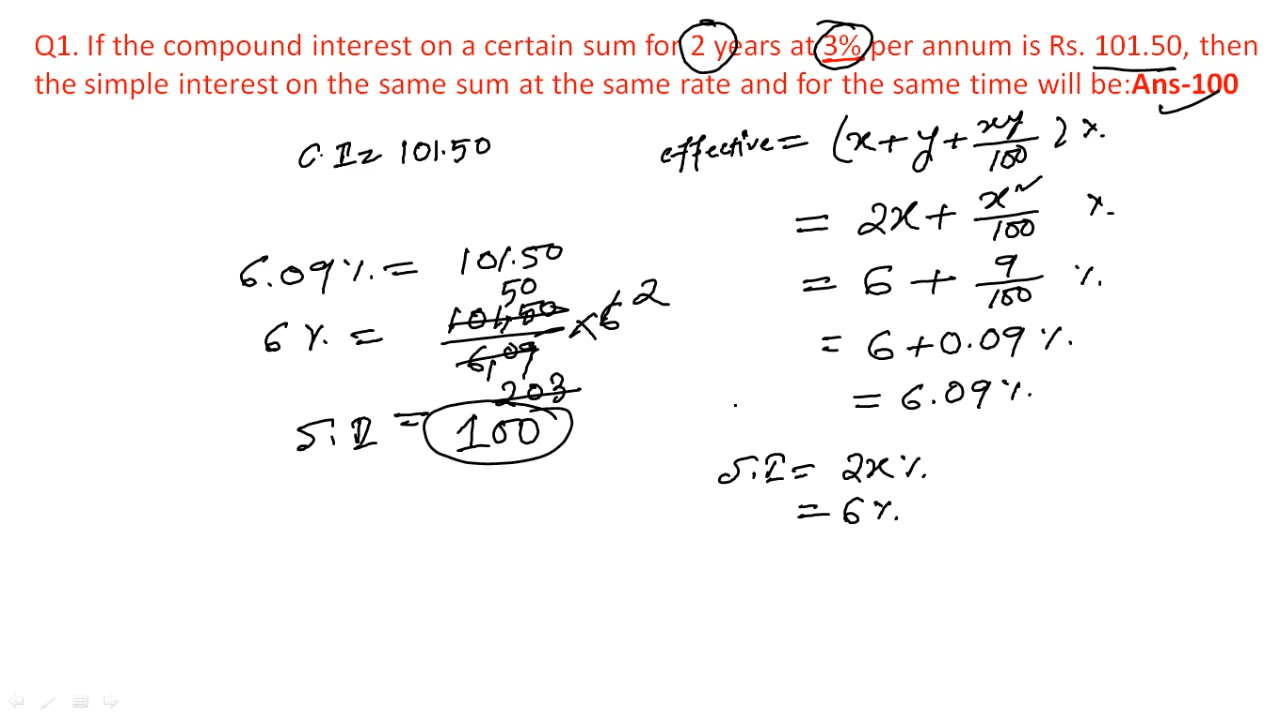 Q1. If the compound interest on a certain sum for 2 years at 3% per annum is Rs. 101.50, then
the simple interest on the same sum at the same rate and for the same time will be:Ans-100
C.I = 101.50
6.09% = 101.50
50
6% = 101.50/6.09 × 6 2
203
S.I = 100
effective = (x+y+xy/100)%
= 2x + x²/100 %
= 6 + 9/100 %
= 6+0.09%
= 6.09%
S.I = 2x%
= 6%